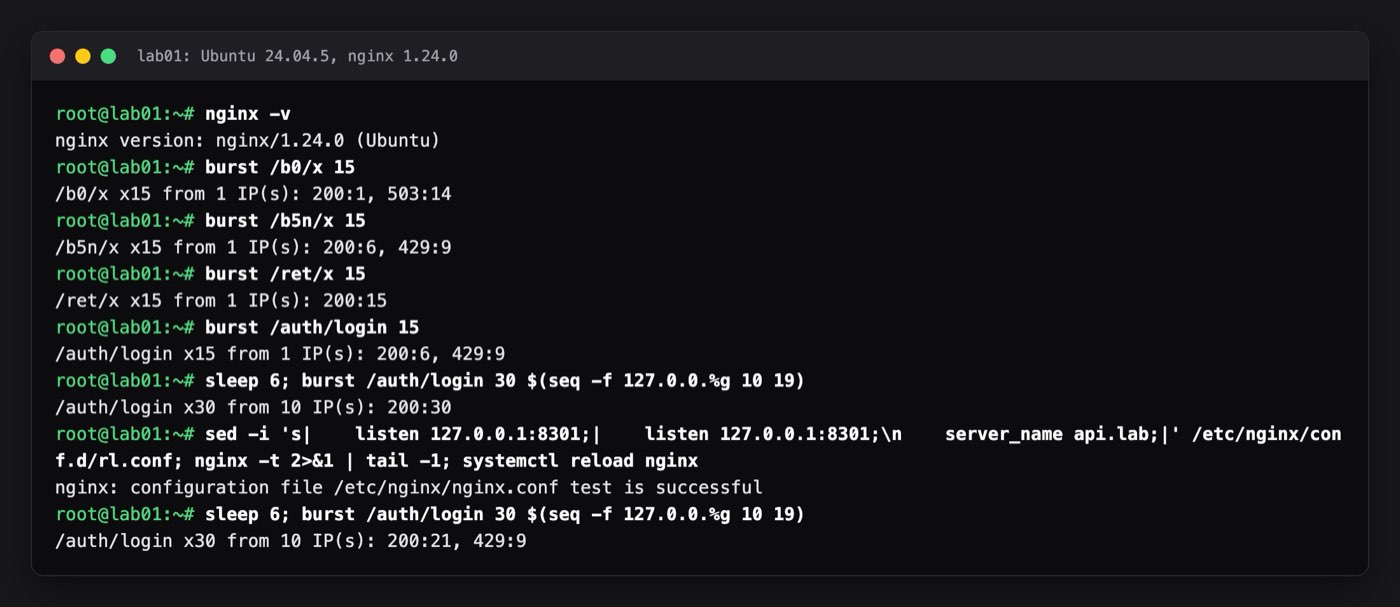 lab01: Ubuntu 24.04.5, nginx 1.24.0
root@lab01:~# nginx -v
nginx version: nginx/1.24.0 (Ubuntu)
root@lab01:~# burst /b0/x 15
/b0/x x15 from 1 IP(s): 200:1, 503:14
root@lab01:~# burst /b5n/x 15
/b5n/x x15 from 1 IP(s): 200:6, 429:9
root@lab01:~# burst /ret/x 15
/ret/x x15 from 1 IP(s): 200:15
root@lab01:~# burst /auth/login 15
/auth/login x15 from 1 IP(s): 200:6, 429:9
root@lab01:~# sleep 6; burst /auth/login 30 $(seq -f 127.0.0.%g 10 19)
/auth/login x30 from 10 IP(s): 200:30
root@lab01:~# sed -i 's|    listen 127.0.0.1:8301;|    listen 127.0.0.1:8301;\n    server_name api.lab;|' /etc/nginx/con
f.d/rl.conf; nginx -t 2>&1 | tail -1; systemctl reload nginx
nginx: configuration file /etc/nginx/nginx.conf test is successful
root@lab01:~# sleep 6; burst /auth/login 30 $(seq -f 127.0.0.%g 10 19)
/auth/login x30 from 10 IP(s): 200:21, 429:9